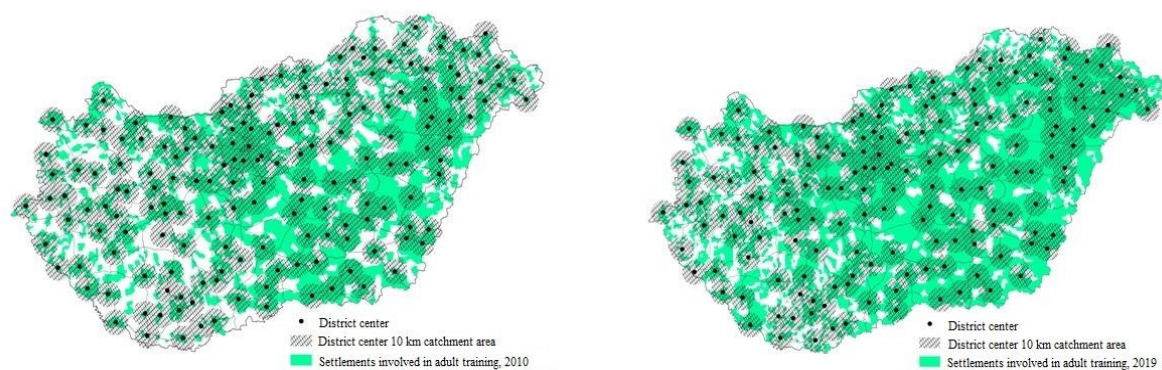 District center
District center 10 km catchment area
Settlements involved in adult training, 2010
District center
District center 10 km catchment area
Settlements involved in adult training, 2019